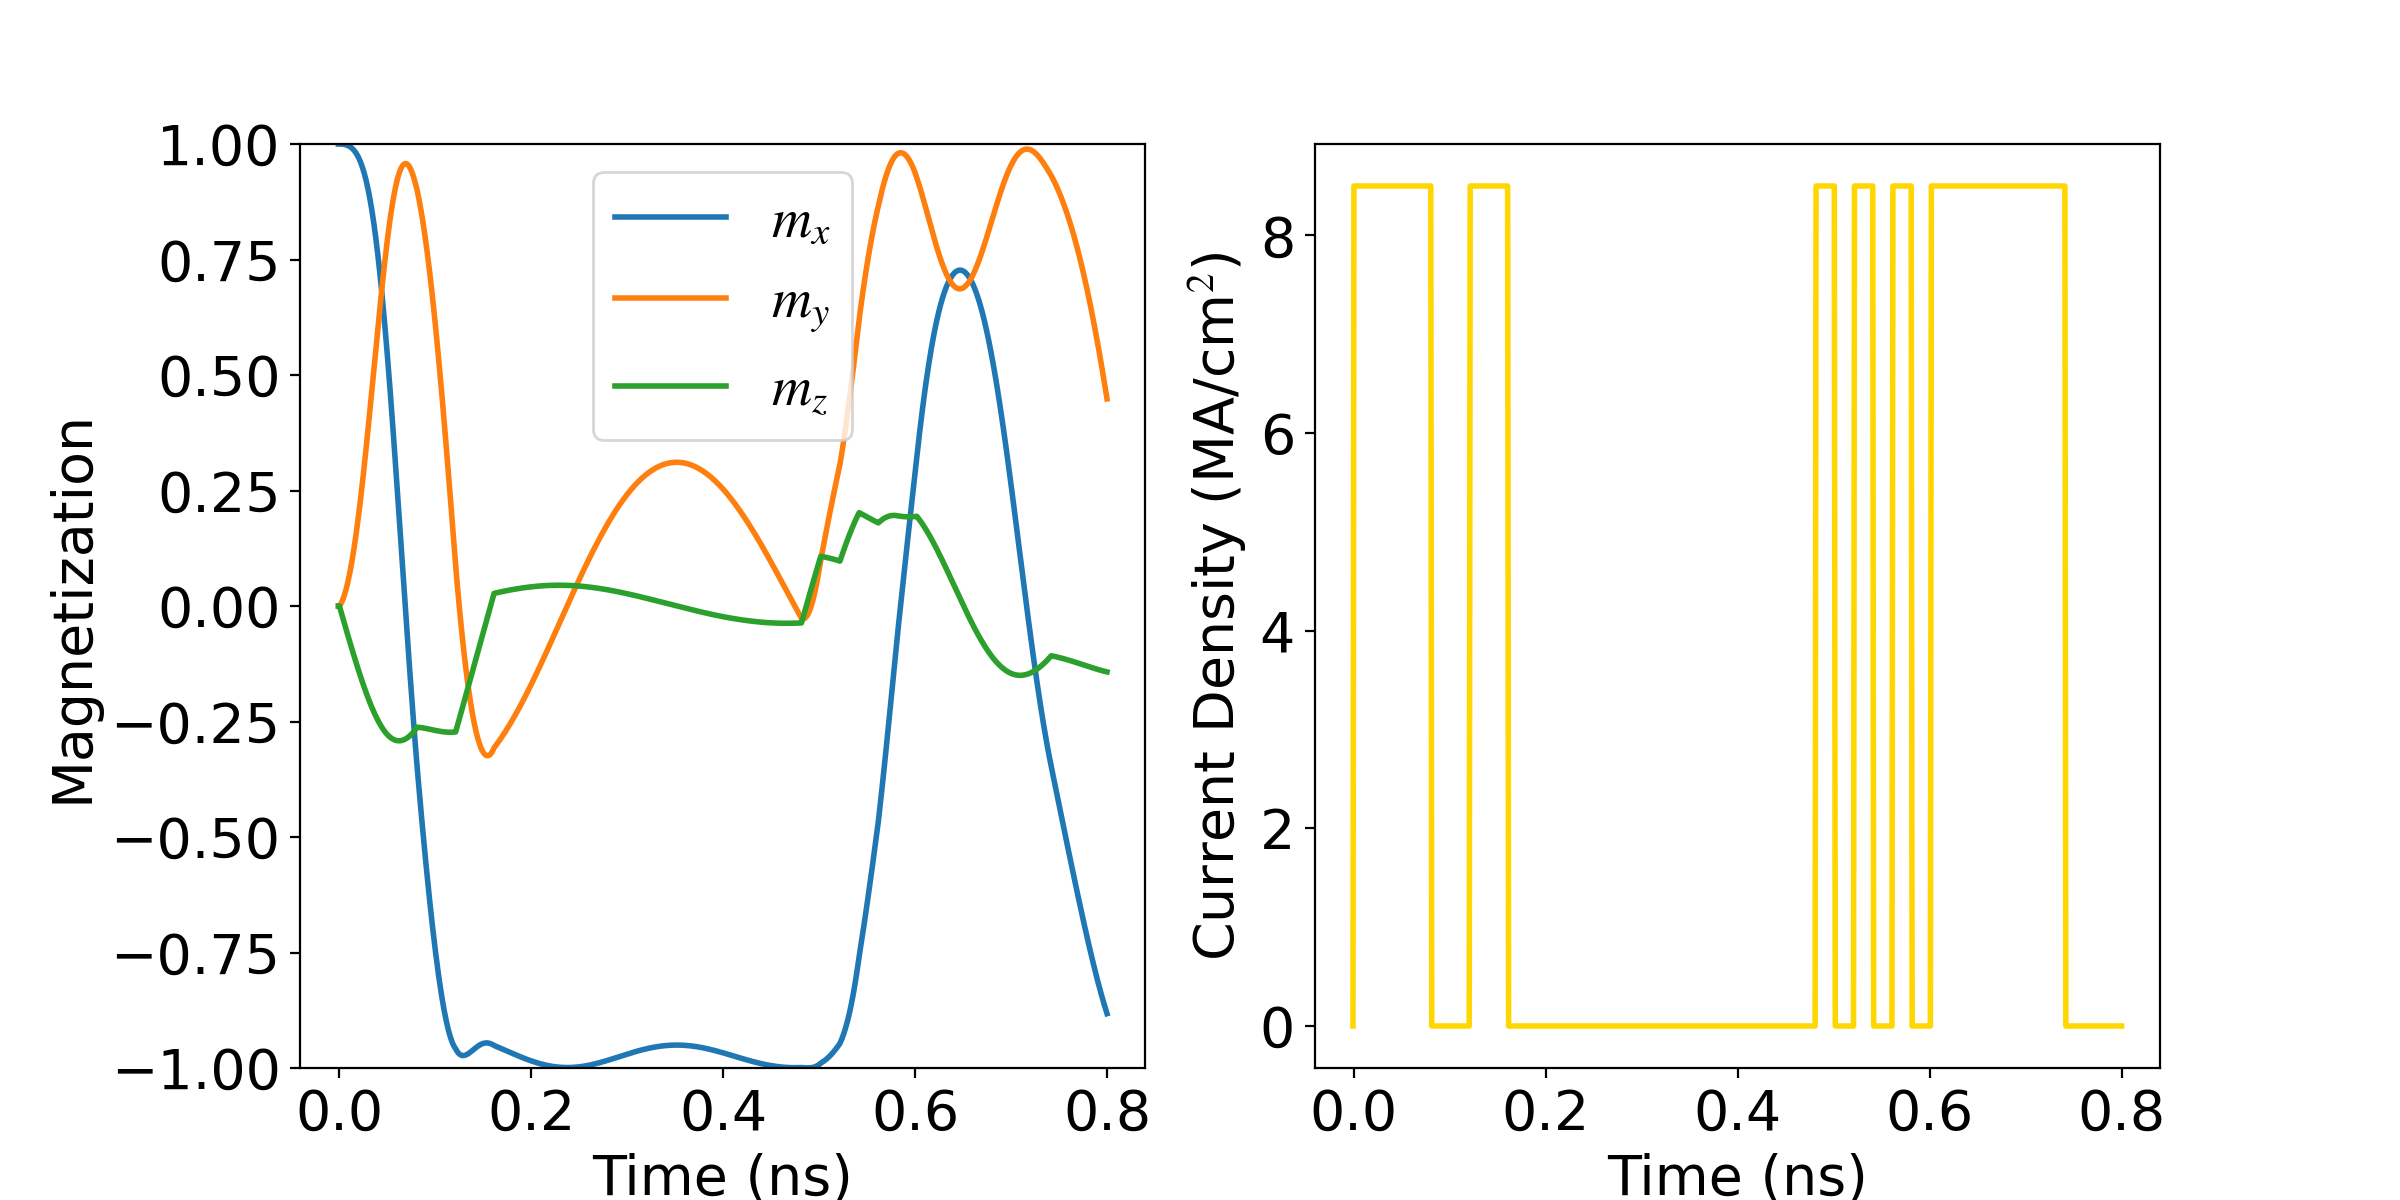 1.00
0.75
0.50
0.25
0.00
−0.25
−0.50
−0.75
−1.00
Magnetization
0.0 0.2 0.4 0.6 0.8
Time (ns)
m_x
m_y
m_z
8
6
4
2
0
Current Density (MA/cm²)
0.0 0.2 0.4 0.6 0.8
Time (ns)